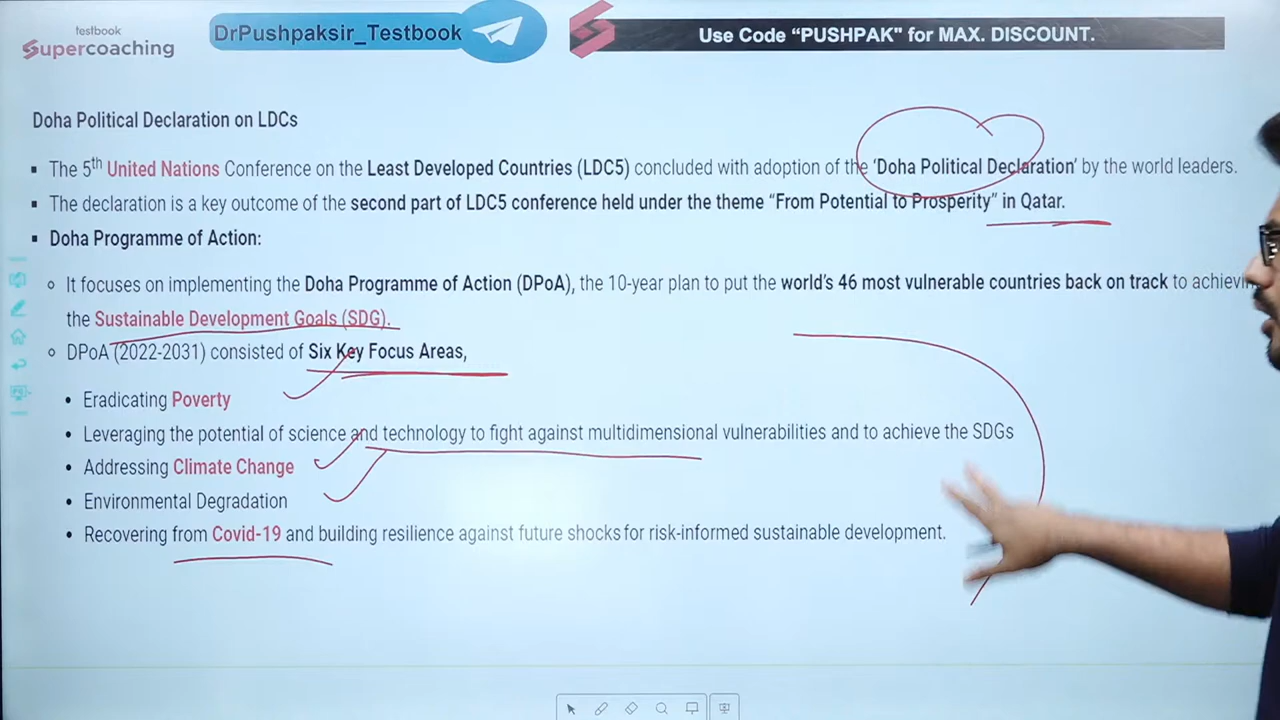 testbook
Supercoaching
DrPushpaksir_Testbook
Use Code “PUSHPAK" for MAX. DISCOUNT.
Doha Political Declaration on LDCs
▪ The 5th United Nations Conference on the Least Developed Countries (LDC5) concluded with adoption of the ‘Doha Political Declaration’ by the world leaders.
▪ The declaration is a key outcome of the second part of LDC5 conference held under the theme “From Potential to Prosperity” in Qatar.
▪ Doha Programme of Action:
○ It focuses on implementing the Doha Programme of Action (DPoA), the 10-year plan to put the world’s 46 most vulnerable countries back on track to
the Sustainable Development Goals (SDG).
○ DPoA (2022-2031) consisted of Six Key Focus Areas,
• Eradicating Poverty
• Leveraging the potential of science and technology to fight against multidimensional vulnerabilities and to achieve the SDGs
• Addressing Climate Change
• Environmental Degradation
• Recovering from Covid-19 and building resilience against future shocks for risk-informed sustainable development.